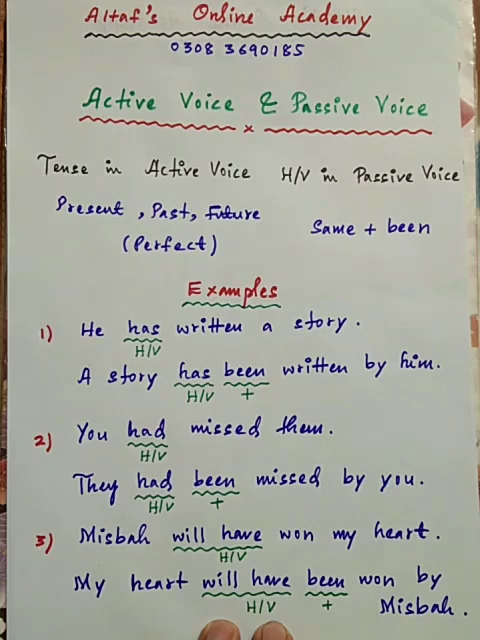 Altaf's Online Academy
0308 3690185
Active Voice & Passive Voice
x
Tense in Active Voice H/V in Passive Voice
Present, Past, Future
(Perfect)
Same + been
Examples
1) He has written a story.
H/V
A story has been written by him.
H/V +
2) You had missed them.
H/V
They had been missed by you.
H/V +
3) Misbah will have won my heart.
H/V
My heart will have been won by
H/V + Misbah.